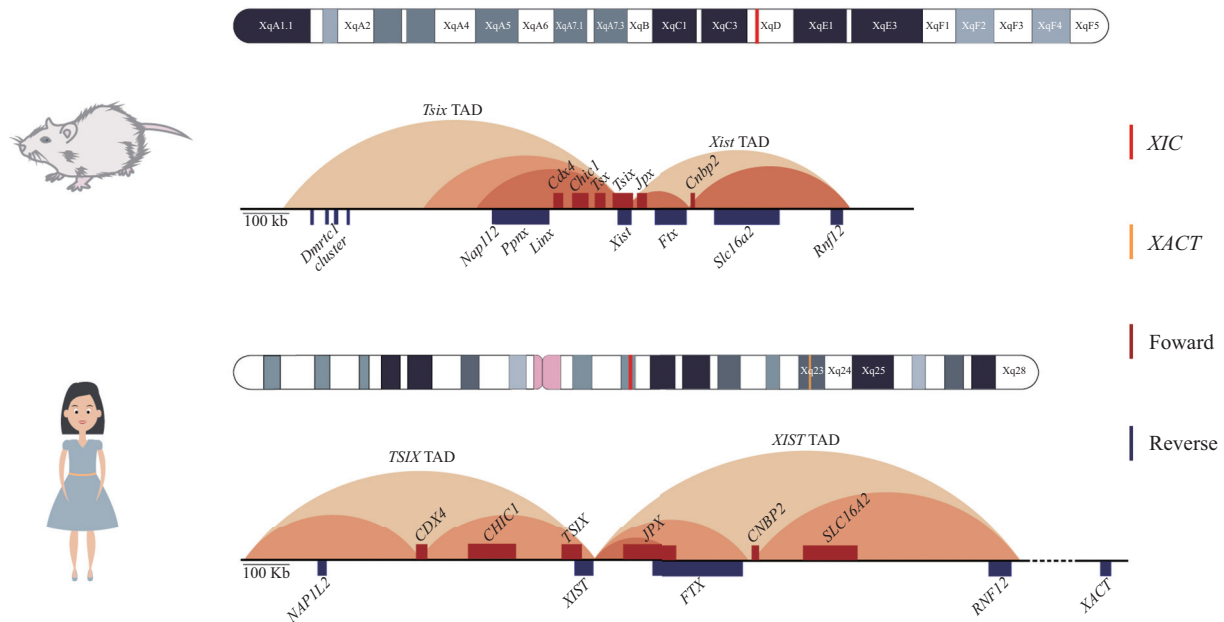 XqA1.1 XqA2 XqA4 XqA5 XqA6 XqA7.1 XqA7.3 XqB XqC1 XqC3 XqD XqE1 XqE3 XqF1 XqF2 XqF3 XqF4 XqF5
Tsix TAD
Xist TAD
Cdx4 Chic1 Tsx Tsix Jpx Cnbp2
100 kb
Dmrtc1
cluster
Nap1l2 Ppnx Linx Xist Ftx Slc16a2 Rnf12
XIC
XACT
Foward
Reverse
Xq23 Xq24 Xq25 Xq28
TSIX TAD
XIST TAD
CDX4 CHIC1 TSIX JPX CNBP2 SLC16A2
100 Kb
NAP1L2 XIST FTX RNF12 XACT